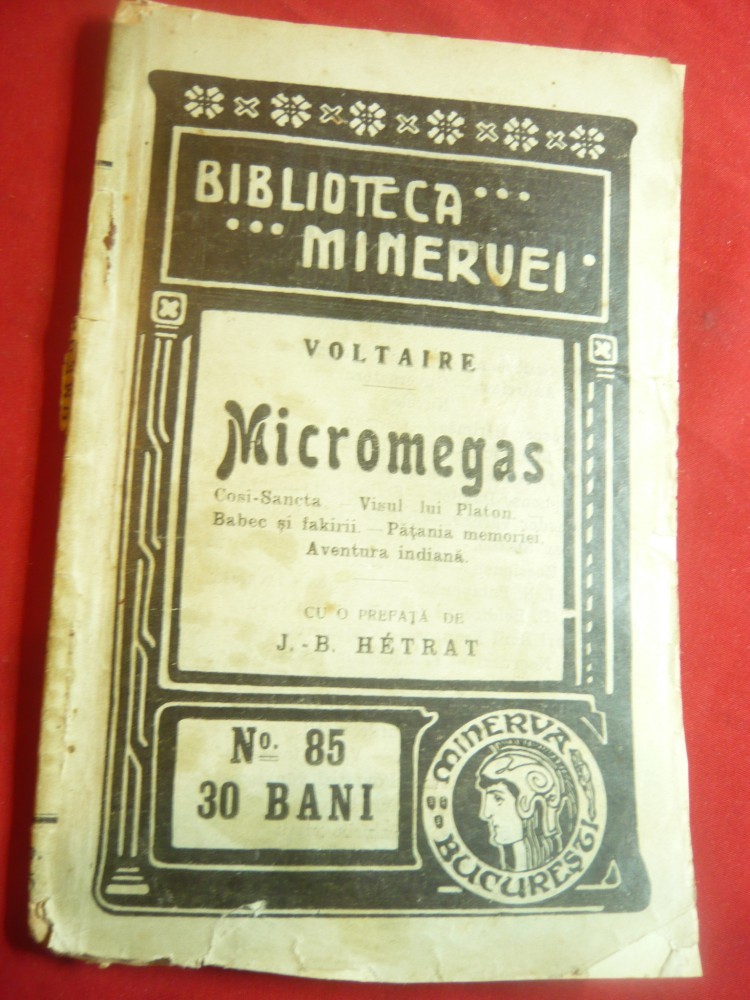 BIBLIOTECA
MINERVEI
VOLTAIRE
Micromegas
Cosi-Sancta — Visul lui Platon. —
Babec și fakirii. — Pățania memoriei.
Aventura indiană.
CU O PREFAȚĂ DE
J.-B. HÉTRAT
No. 85
30 BANI
MINERVA
BUCUREȘTI